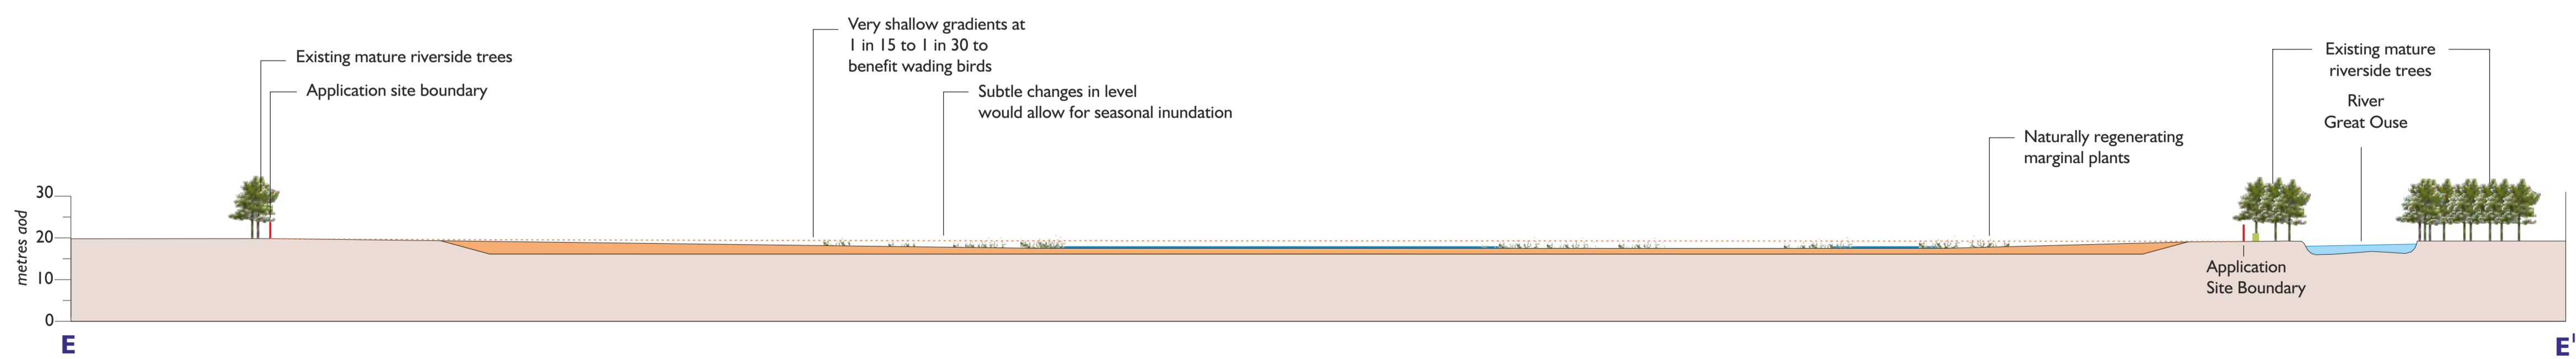 Very shallow gradients at
1 in 15 to 1 in 30 to
benefit wading birds
Existing mature riverside trees
Application site boundary
Subtle changes in level
would allow for seasonal inundation
Naturally regenerating
marginal plants
Existing mature
riverside trees
River
Great Ouse
Application
Site Boundary
metres aod
30
20
10
0
E
E'